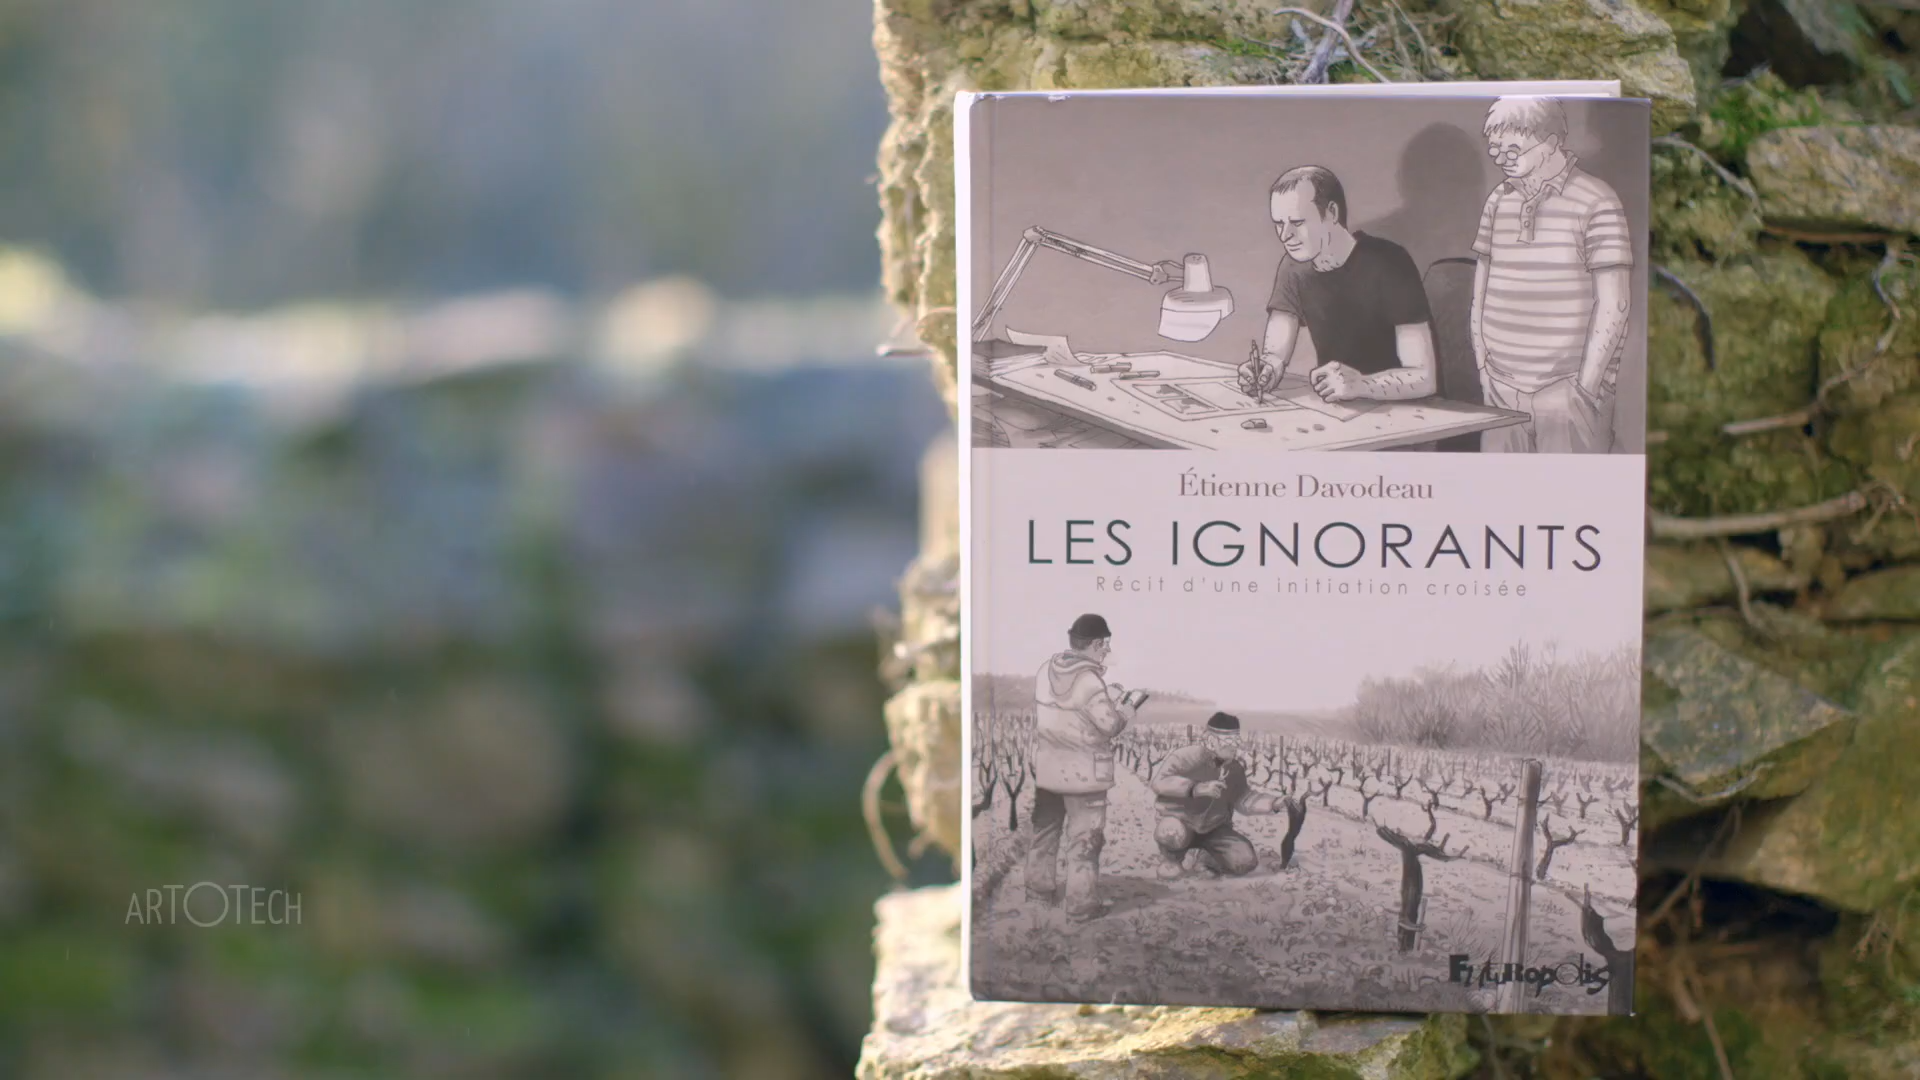 Étienne Davodeau
LES IGNORANTS
Récit d'une initiation croisée
Futuropolis
ARTOTECH